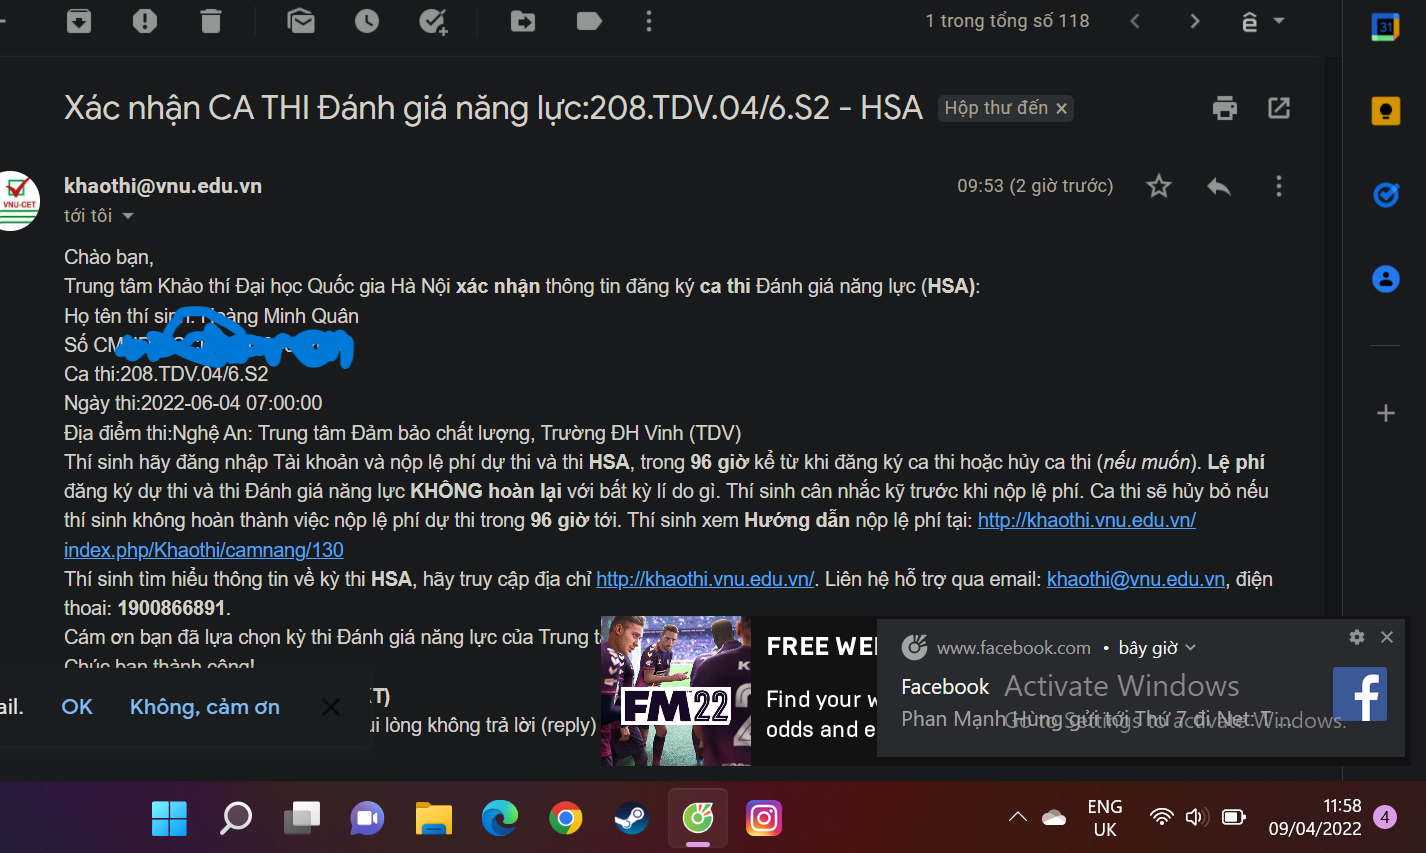 1 trong tổng số 118
31
Xác nhận CA THI Đánh giá năng lực:208.TDV.04/6.S2 - HSA
Hộp thư đến ×
VNU-CET
khaothi@vnu.edu.vn
09:53 (2 giờ trước)
tới tôi
Chào bạn,
Trung tâm Khảo thí Đại học Quốc gia Hà Nội xác nhận thông tin đăng ký ca thi Đánh giá năng lực (HSA):
Họ tên thí sinh: Hoàng Minh Quân
Số
Ca thi:208.TDV.04/6.S2
Ngày thi:2022-06-04 07:00:00
Địa điểm thi:Nghệ An: Trung tâm Đảm bảo chất lượng, Trường ĐH Vinh (TDV)
Thí sinh hãy đăng nhập Tài khoản và nộp lệ phí dự thi và thi HSA, trong 96 giờ kể từ khi đăng ký ca thi hoặc hủy ca thi (nếu muốn). Lệ phí
đăng ký dự thi và thi Đánh giá năng lực KHÔNG hoàn lại với bất kỳ lí do gì. Thí sinh cân nhắc kỹ trước khi nộp lệ phí. Ca thi sẽ hủy bỏ nếu
thí sinh không hoàn thành việc nộp lệ phí dự thi trong 96 giờ tới. Thí sinh xem Hướng dẫn nộp lệ phí tại: http://khaothi.vnu.edu.vn/
index.php/Khaothi/camnang/130
Thí sinh tìm hiểu thông tin về kỳ thi HSA, hãy truy cập địa chỉ http://khaothi.vnu.edu.vn/. Liên hệ hỗ trợ qua email: khaothi@vnu.edu.vn, điện
thoai: 1900866891.
Cám ơn bạn đã lựa chọn kỳ thi Đánh giá năng lực của Trung
Chúc bạn thành công!
ail.
OK
Không, cảm ơn
KT)
ui lòng không trả lời (reply)
FM22
FREE WE
Find your w
odds and e
www.facebook.com • bây giờ
Facebook
Phan Mạnh Hùng gửi tới Thứ 7 đi Net: T...
Activate Windows
Go to Settings to activate Windows.
ENG
UK
11:58
09/04/2022
4